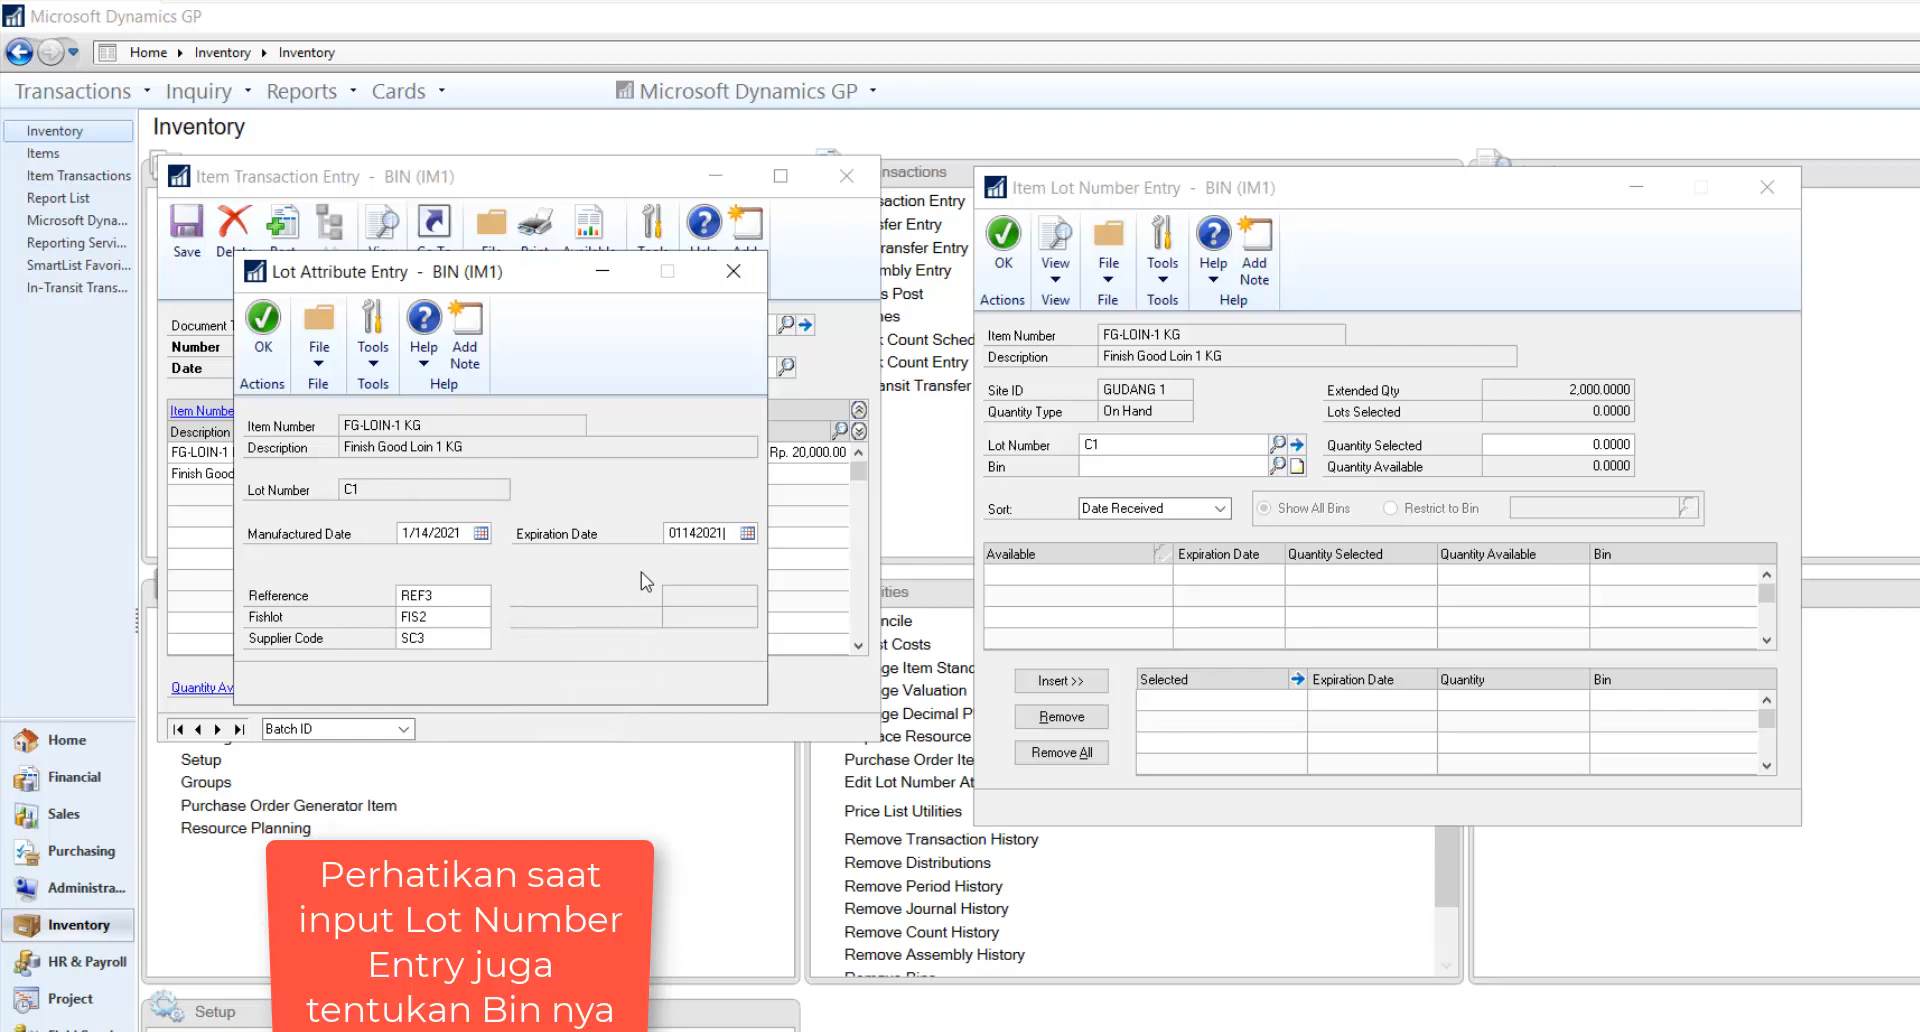 Microsoft Dynamics GP
Home Inventory Inventory
Transactions Inquiry Reports Cards Microsoft Dynamics GP
Inventory
Items
Item Transactions
Report List
Microsoft Dyna...
Reporting Servi...
SmartList Favori...
In-Transit Trans...
Inventory
Item Transaction Entry - BIN (IM1)
Save
Number
Date
Item Numbe
Description
FG-LOIN-1 Rp. 20,000.00
Finish Good
Quantity Av
Batch ID
Lot Attribute Entry - BIN (IM1)
OK File Tools Help Add Note
Actions File Tools Help
Item Number FG-LOIN-1 KG
Description Finish Good Loin 1 KG
Lot Number C1
Manufactured Date 1/14/2021 Expiration Date 01142021
Refference REF3
Fishlot FIS2
Supplier Code SC3
nsactions
saction Entry
sfer Entry
Transfer Entry
mbly Entry
s Post
nes
k Count Sched
k Count Entry
ansit Transfer
Item Lot Number Entry - BIN (IM1)
OK View File Tools Help Add Note
Actions View File Tools Help
Item Number FG-LOIN-1 KG
Description Finish Good Loin 1 KG
Site ID GUDANG 1 Extended Qty 2,000.0000
Quantity Type On Hand Lots Selected 0.0000
Lot Number C1 Quantity Selected 0.0000
Bin Quantity Available 0.0000
Sort: Date Received Show All Bins Restrict to Bin
Available Expiration Date Quantity Selected Quantity Available Bin
Insert >> Selected Expiration Date Quantity Bin
Remove
Remove All
ities
ncile
st Costs
ge Item Stanc
ge Valuation
ge Decimal P
place Resource
Purchase Order Ite
Edit Lot Number At
Price List Utilities
Remove Transaction History
Remove Distributions
Remove Period History
Remove Journal History
Remove Count History
Remove Assembly History
Setup
Groups
Purchase Order Generator Item
Resource Planning
Setup
Home
Financial
Sales
Purchasing
Administra...
Inventory
HR & Payroll
Project
Perhatikan saat
input Lot Number
Entry juga
tentukan Bin nya